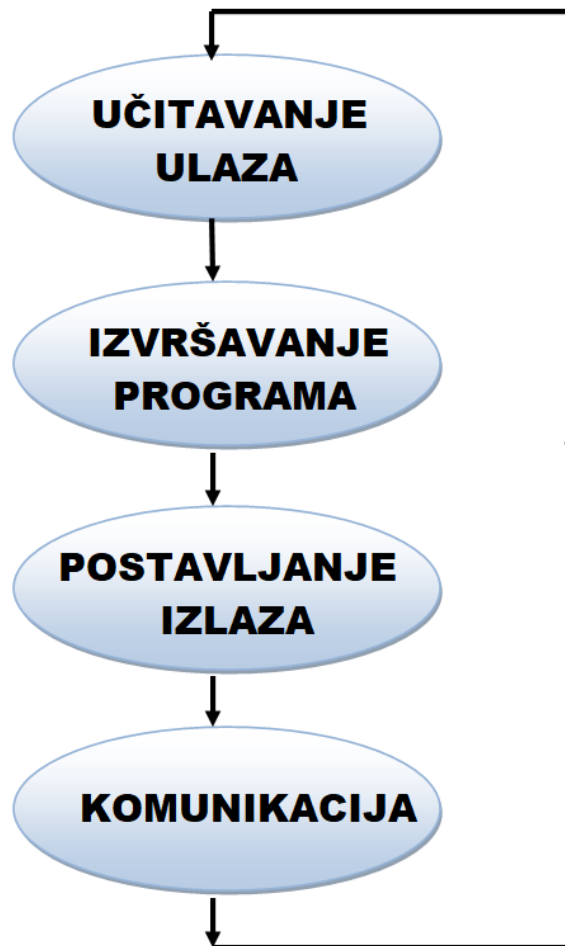 UČITAVANJE
ULAZA
IZVRŠAVANJE
PROGRAMA
POSTAVLJANJE
IZLAZA
KOMUNIKACIJA